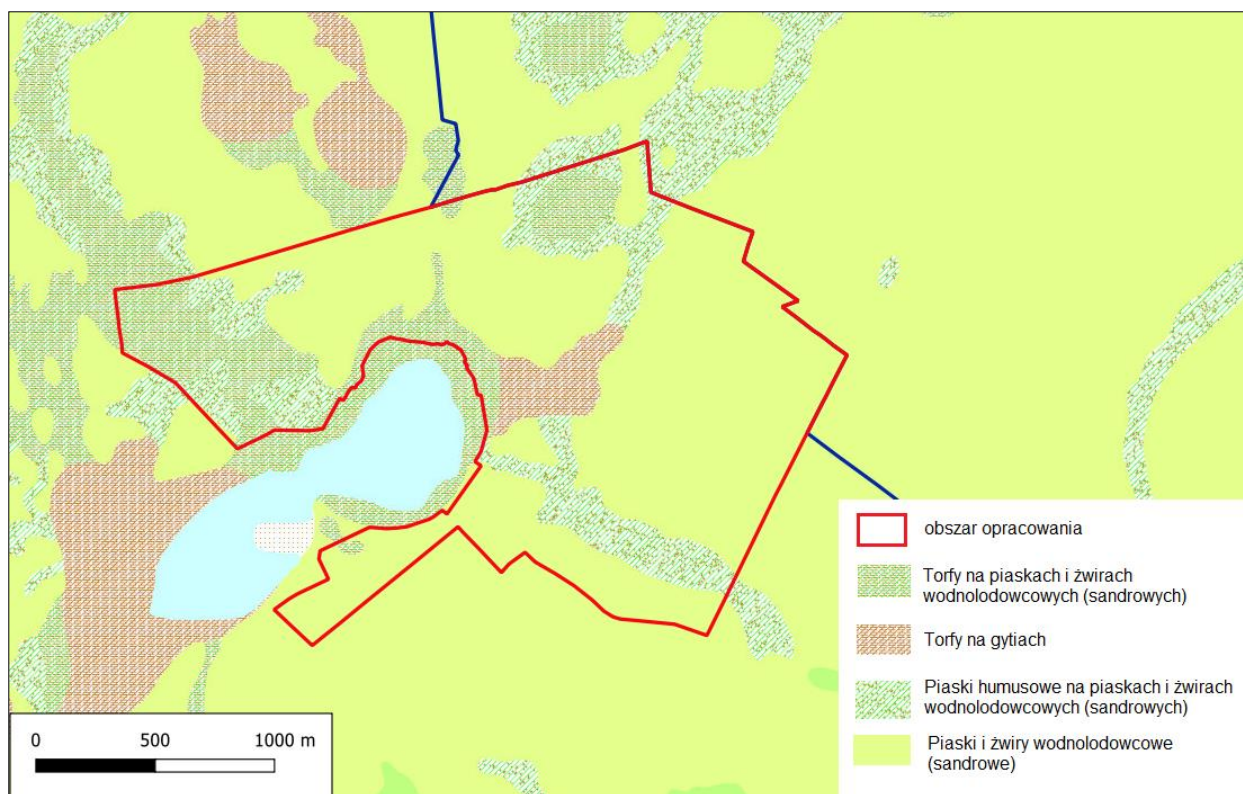 obszar opracowania
Torfy na piaskach i żwirach
wodnolodowcowych (sandrowych)
Torfy na gytiach
Piaski humusowe na piaskach i żwirach
wodnolodowcowych (sandrowych)
Piaski i żwiry wodnolodowcowe
(sandrowe)
0 500 1000 m